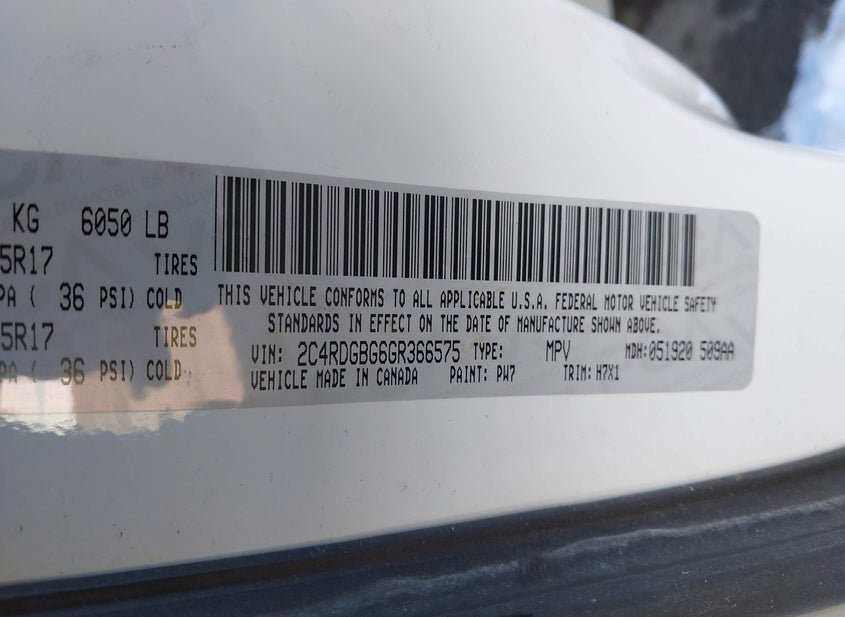 KG 6050 LB
5R17 TIRES
PA ( 36 PSI) COLD
5R17 TIRES
PA ( 36 PSI) COLD
THIS VEHICLE CONFORMS TO ALL APPLICABLE U.S.A. FEDERAL MOTOR VEHICLE SAFETY
STANDARDS IN EFFECT ON THE DATE OF MANUFACTURE SHOWN ABOVE.
VIN: 2C4RDGBG6GR366575 TYPE: MPV MDH:051920 509AA
VEHICLE MADE IN CANADA PAINT: PW7 TRIM: H7X1